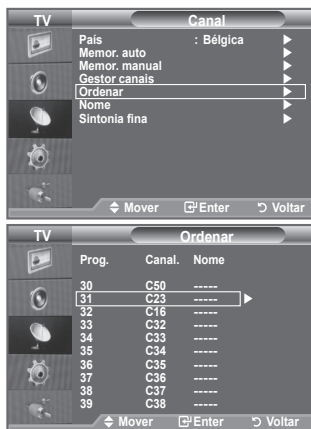 TV Canal
País : Bélgica
Memor. auto
Memor. manual
Gestor canais
Ordenar
Nome
Sintonia fina
Mover Enter Voltar
TV Ordenar
Prog. Canal. Nome
30 C50 -----
31 C23 -----
32 C16 -----
33 C32 -----
34 C33 -----
35 C34 -----
36 C35 -----
37 C36 -----
38 C37 -----
39 C38 -----
Mover Enter Voltar